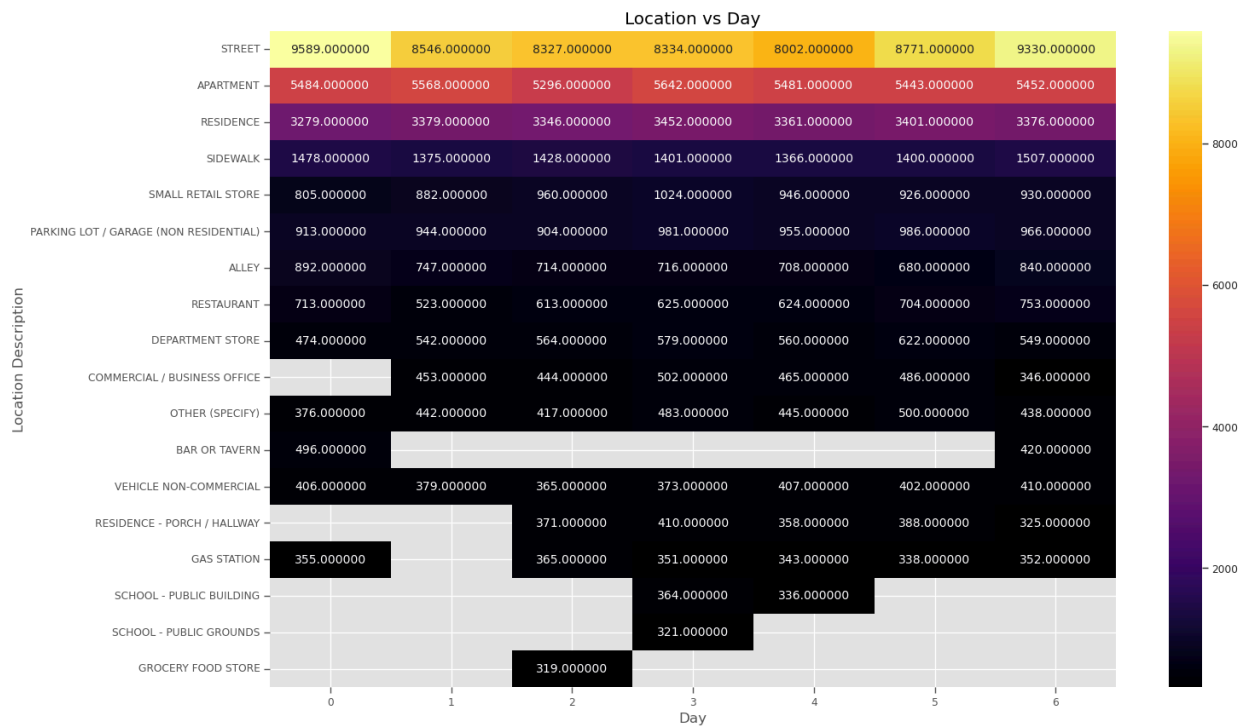 Location vs Day
STREET 9589.000000 8546.000000 8327.000000 8334.000000 8002.000000 8771.000000 9330.000000
APARTMENT 5484.000000 5568.000000 5296.000000 5642.000000 5481.000000 5443.000000 5452.000000
RESIDENCE 3279.000000 3379.000000 3346.000000 3452.000000 3361.000000 3401.000000 3376.000000
SIDEWALK 1478.000000 1375.000000 1428.000000 1401.000000 1366.000000 1400.000000 1507.000000
SMALL RETAIL STORE 805.000000 882.000000 960.000000 1024.000000 946.000000 926.000000 930.000000
PARKING LOT / GARAGE (NON RESIDENTIAL) 913.000000 944.000000 904.000000 981.000000 955.000000 986.000000 966.000000
ALLEY 892.000000 747.000000 714.000000 716.000000 708.000000 680.000000 840.000000
RESTAURANT 713.000000 523.000000 613.000000 625.000000 624.000000 704.000000 753.000000
DEPARTMENT STORE 474.000000 542.000000 564.000000 579.000000 560.000000 622.000000 549.000000
COMMERCIAL / BUSINESS OFFICE 453.000000 444.000000 502.000000 465.000000 486.000000 346.000000
OTHER (SPECIFY) 376.000000 442.000000 417.000000 483.000000 445.000000 500.000000 438.000000
BAR OR TAVERN 496.000000 420.000000
VEHICLE NON-COMMERCIAL 406.000000 379.000000 365.000000 373.000000 407.000000 402.000000 410.000000
RESIDENCE - PORCH / HALLWAY 371.000000 410.000000 358.000000 388.000000 325.000000
GAS STATION 355.000000 365.000000 351.000000 343.000000 338.000000 352.000000
SCHOOL - PUBLIC BUILDING 364.000000 336.000000
SCHOOL - PUBLIC GROUNDS 321.000000
GROCERY FOOD STORE 319.000000
0 1 2 3 4 5 6
Day
Location Description
8000
6000
4000
2000